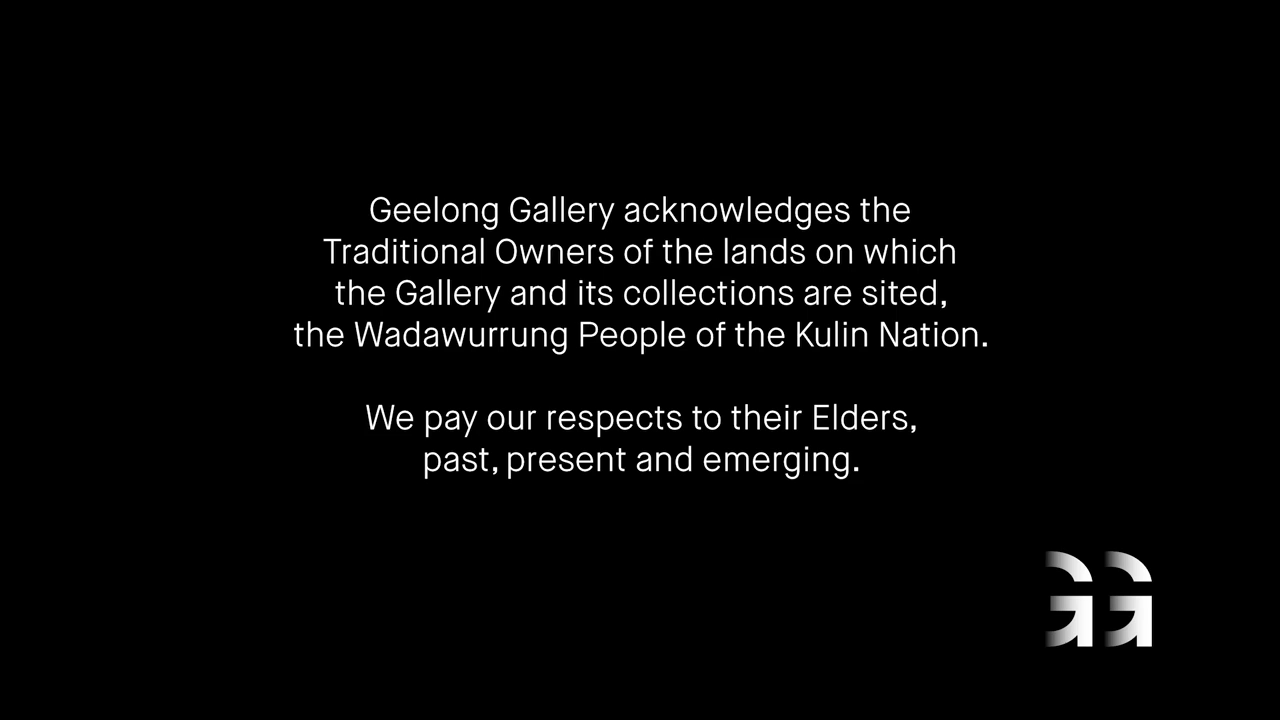 Geelong Gallery acknowledges the
Traditional Owners of the lands on which
the Gallery and its collections are sited,
the Wadawurrung People of the Kulin Nation.
We pay our respects to their Elders,
past, present and emerging.
GG